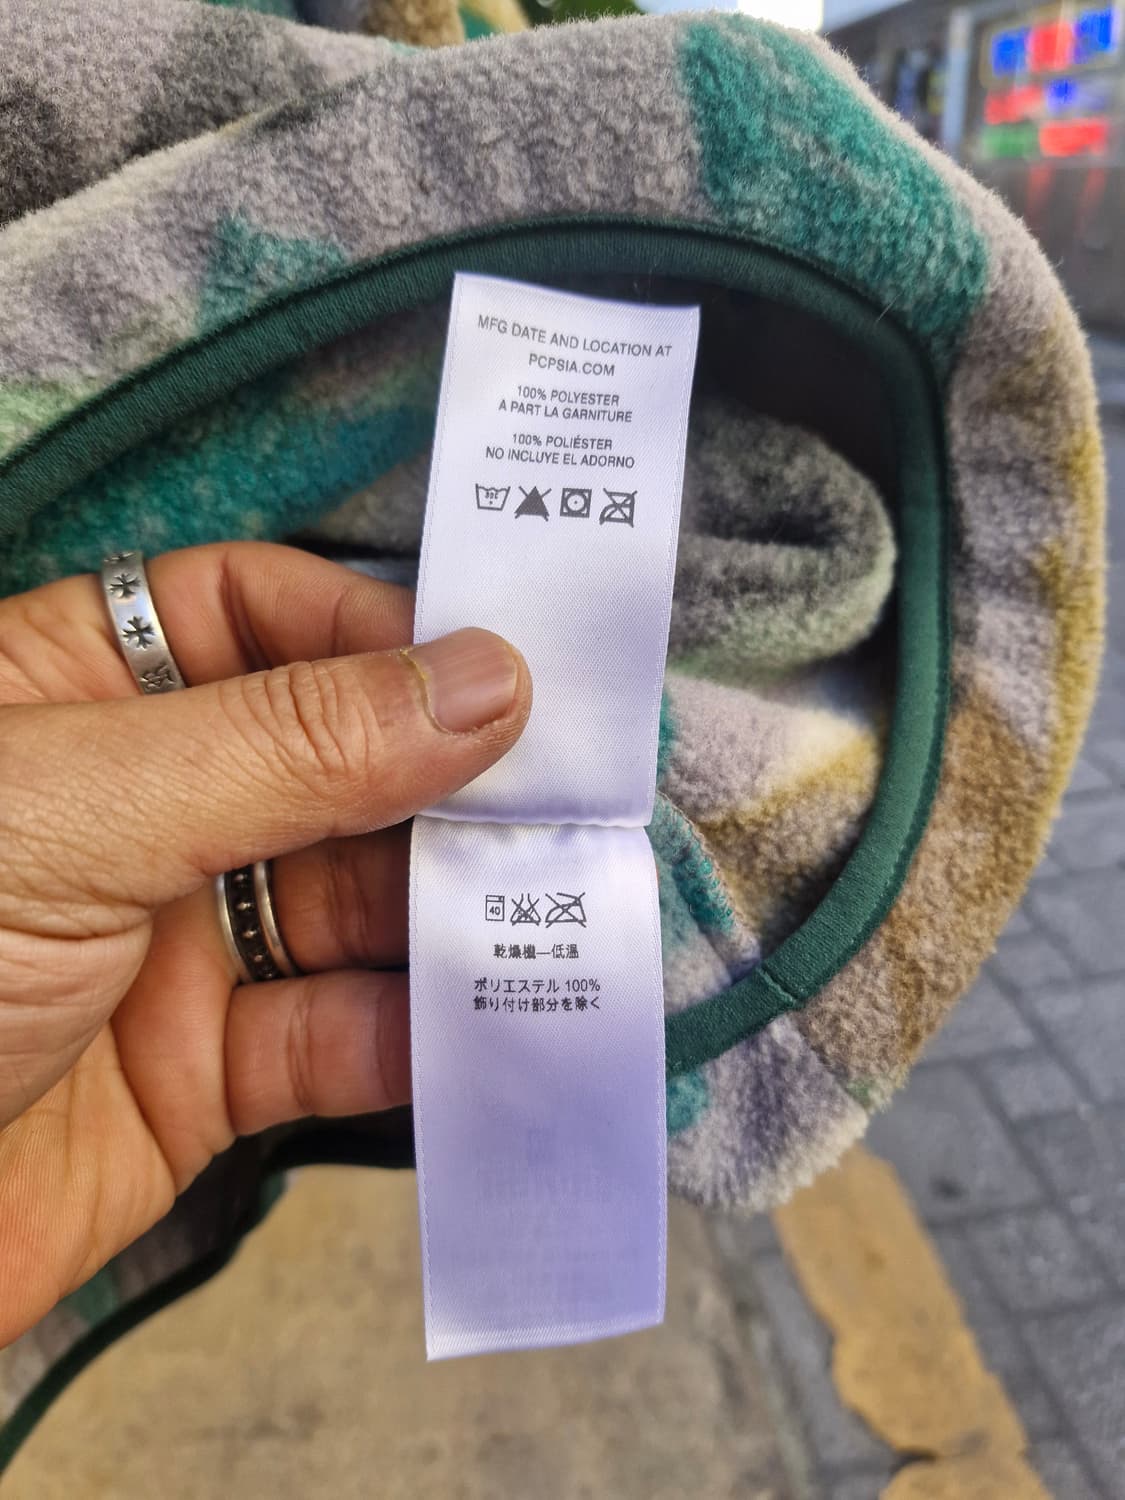 MFG DATE AND LOCATION AT
PCPSIA.COM
100% POLYESTER
À PART LA GARNITURE
100% POLIÉSTER
NO INCLUYE EL ADORNO
30C
40
乾燥機—低温
ポリエステル 100%
飾り付け部分を除く